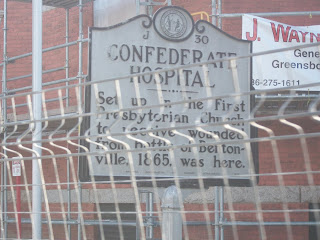 J 30
CONFEDERATE
HOSPITAL
Set up in the First
Presbyterian Church
to receive wounded
from Battle of Benton-
ville, 1865, was here.
J. WAYN
Gene
Greensbo
36-275-1611